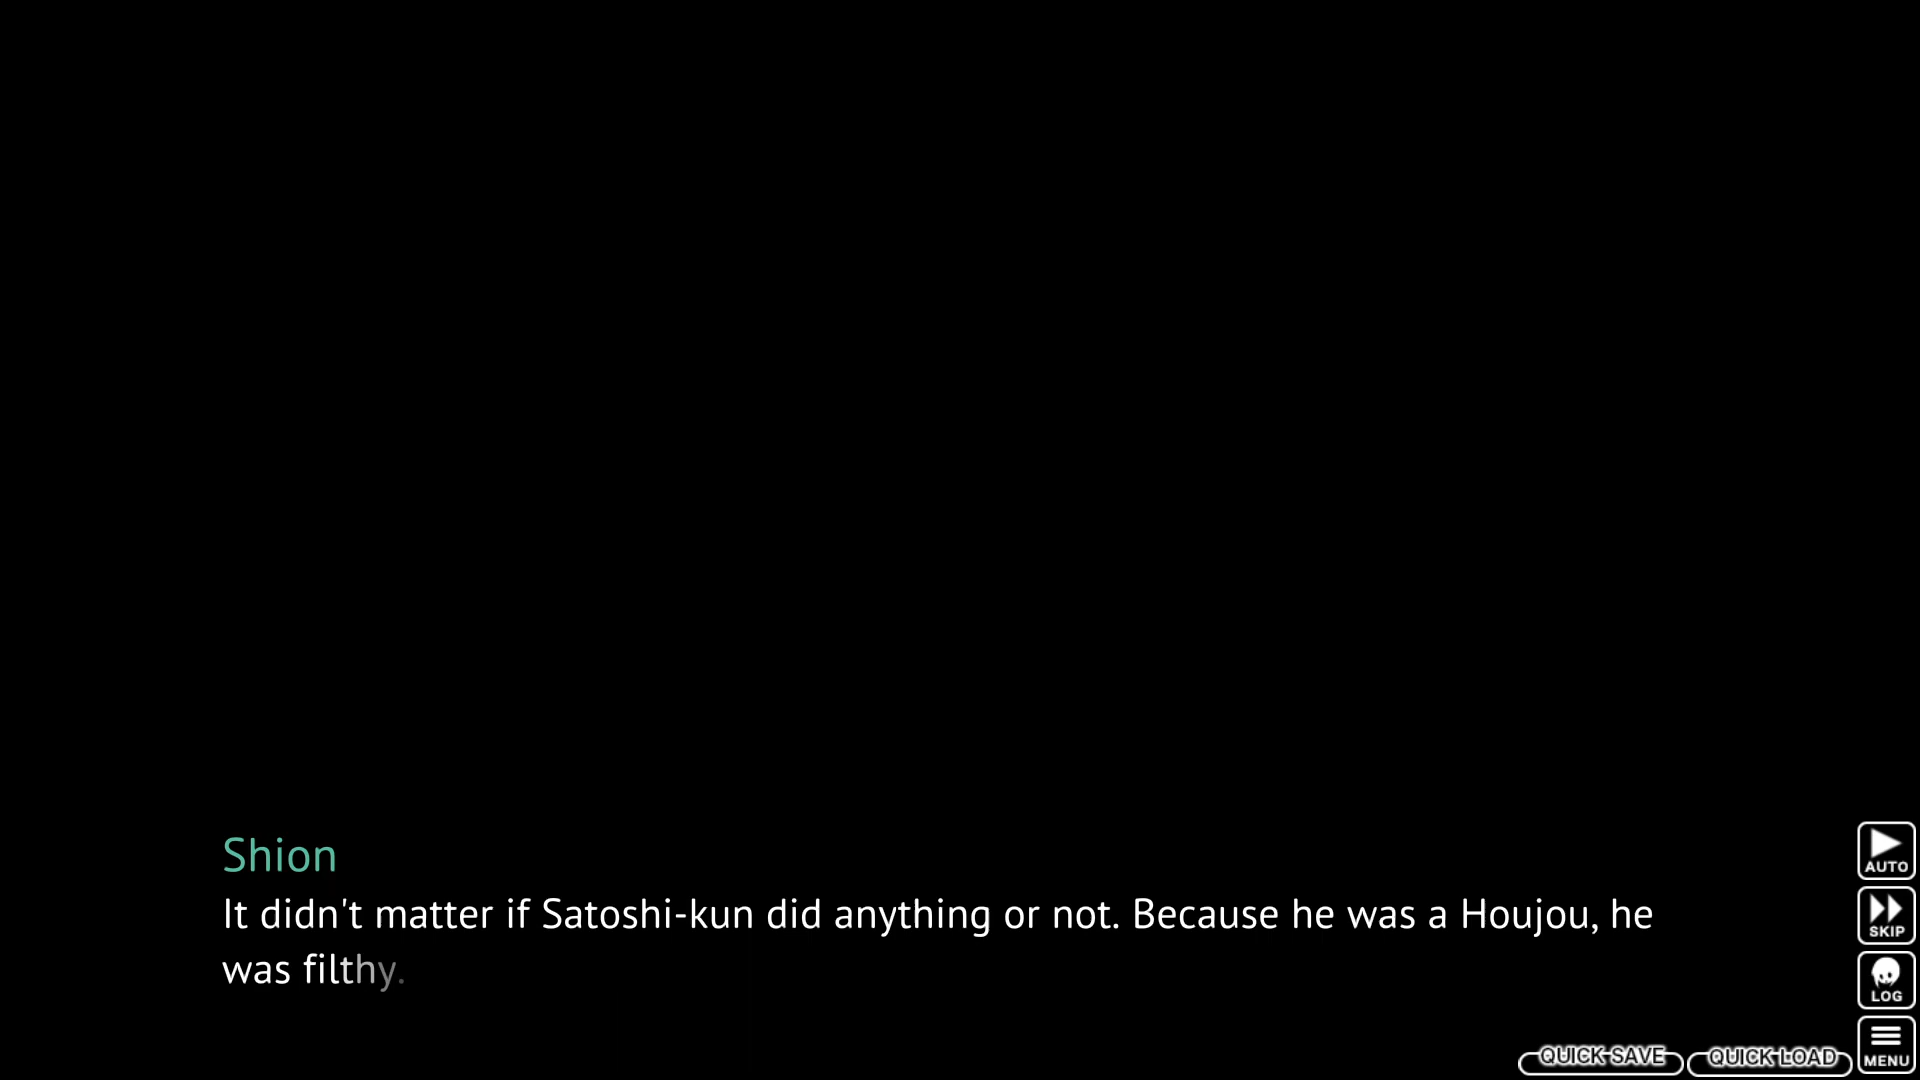 Shion
It didn't matter if Satoshi-kun did anything or not. Because he was a Houjou, he
was filthy.
AUTO
SKIP
LOG
MENU
QUICK SAVE
QUICK LOAD